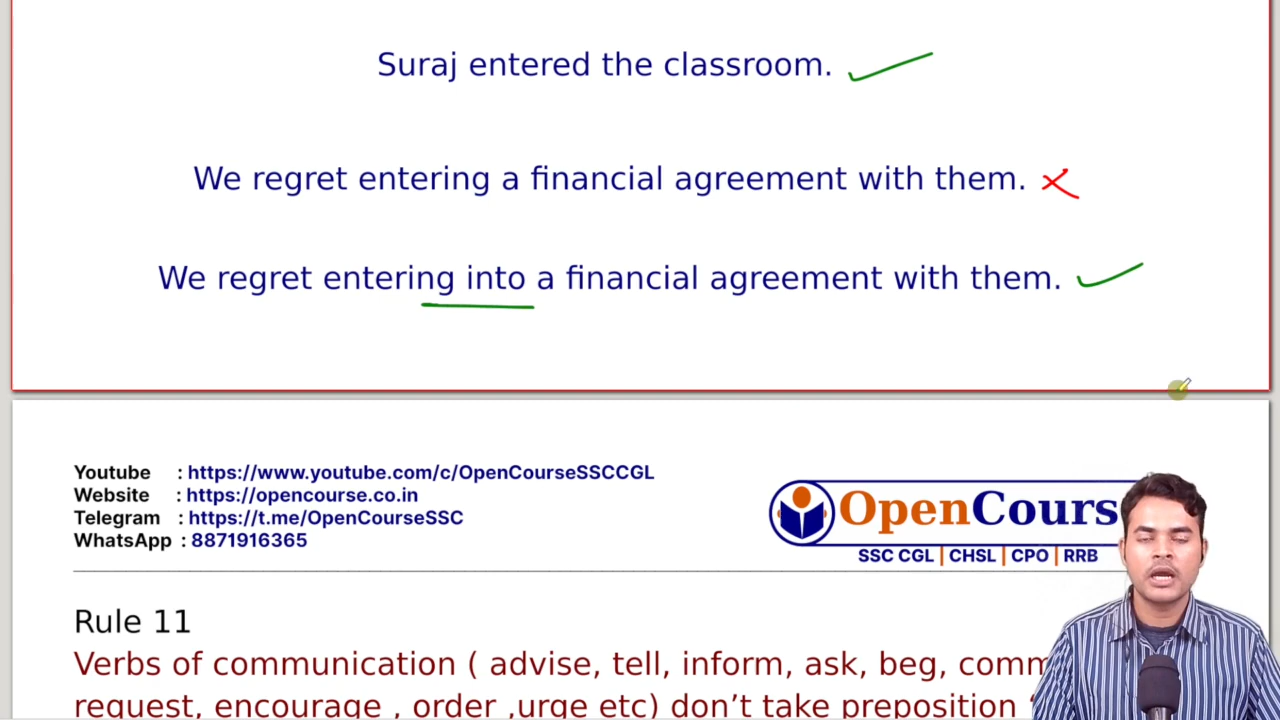 Suraj entered the classroom.
We regret entering a financial agreement with them.
We regret entering into a financial agreement with them.
Youtube : https://www.youtube.com/c/OpenCourseSSCCGL
Website : https://opencourse.co.in
Telegram : https://t.me/OpenCourseSSC
WhatsApp : 8871916365
OpenCours
SSC CGL | CHSL | CPO | RRB
Rule 11
Verbs of communication ( advise, tell, inform, ask, beg, comm
request, encourage , order ,urge etc) don’t take preposition